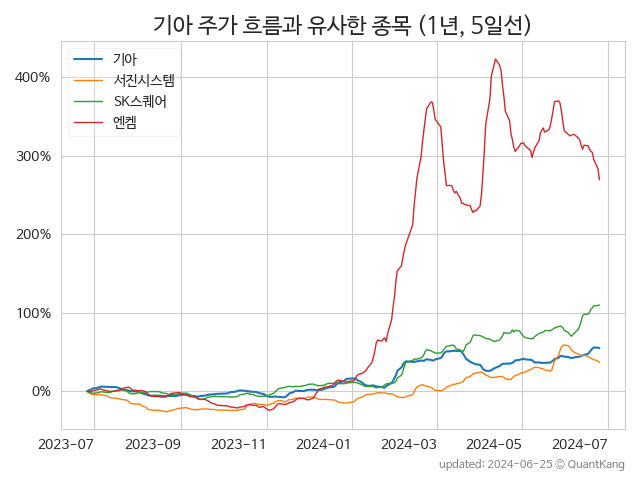 기아 주가 흐름과 유사한 종목 (1년, 5일선)
기아
서진시스템
SK스퀘어
엔켐
400%
300%
200%
100%
0%
2023-07 2023-09 2023-11 2024-01 2024-03 2024-05 2024-07
updated: 2024-06-25 © QuantKang